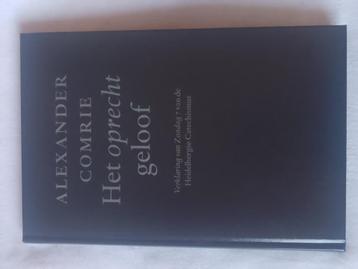 ALEXANDER
COMRIE
Het oprecht
geloof
Verklaring van Zondag 7 van de
Heidelbergse Catechismus